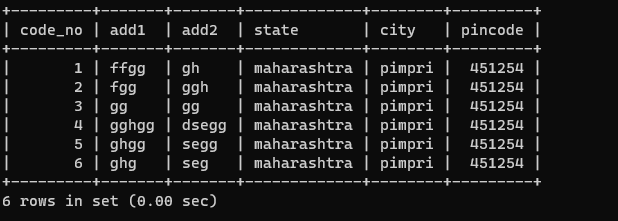 +---------+-------+-------+-------------+--------+---------+
| code_no | add1  | add2  | state       | city   | pincode |
+---------+-------+-------+-------------+--------+---------+
|       1 | ffgg  | gh    | maharashtra | pimpri |  451254 |
|       2 | fgg   | ggh   | maharashtra | pimpri |  451254 |
|       3 | gg    | gg    | maharashtra | pimpri |  451254 |
|       4 | gghgg | dsegg | maharashtra | pimpri |  451254 |
|       5 | ghgg  | segg  | maharashtra | pimpri |  451254 |
|       6 | ghg   | seg   | maharashtra | pimpri |  451254 |
+---------+-------+-------+-------------+--------+---------+
6 rows in set (0.00 sec)